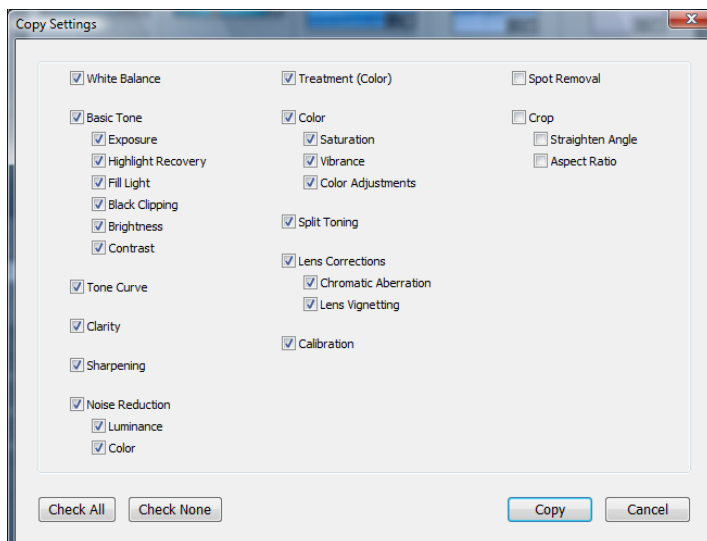 Copy Settings
White Balance
Basic Tone
Exposure
Highlight Recovery
Fill Light
Black Clipping
Brightness
Contrast
Tone Curve
Clarity
Sharpening
Noise Reduction
Luminance
Color
Treatment (Color)
Color
Saturation
Vibrance
Color Adjustments
Split Toning
Lens Corrections
Chromatic Aberration
Lens Vignetting
Calibration
Spot Removal
Crop
Straighten Angle
Aspect Ratio
Check All
Check None
Copy
Cancel